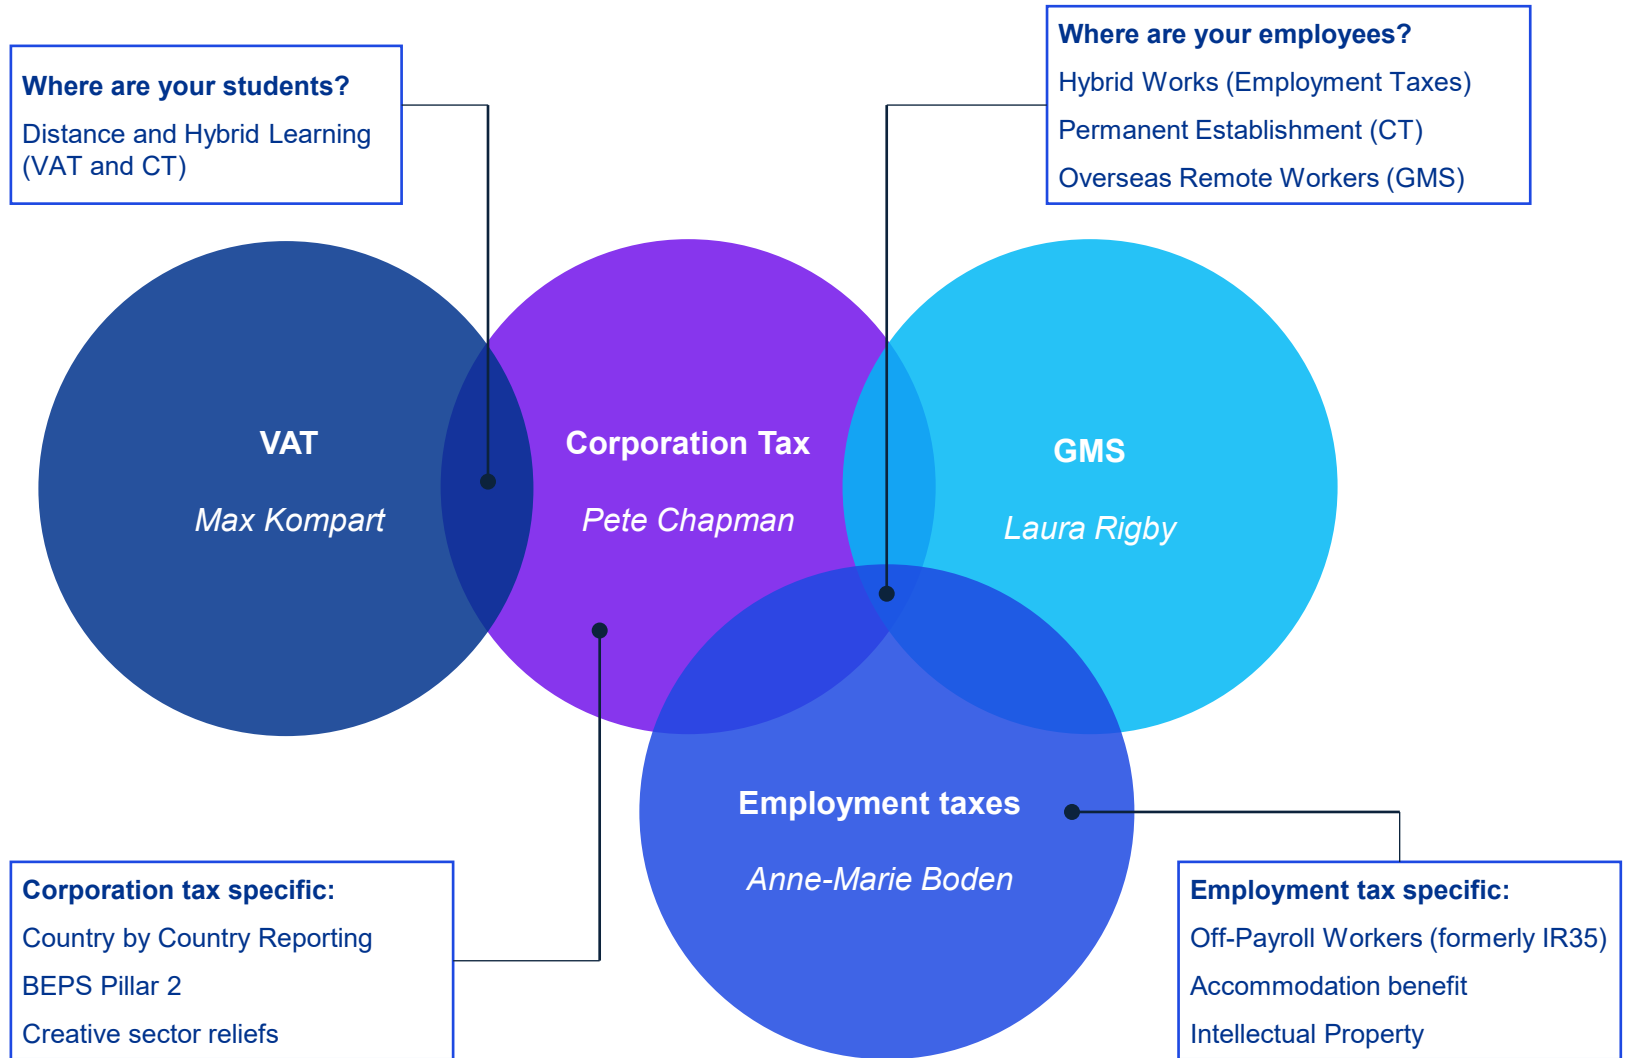 Where are your students?
Distance and Hybrid Learning
(VAT and CT)
Where are your employees?
Hybrid Works (Employment Taxes)
Permanent Establishment (CT)
Overseas Remote Workers (GMS)
VAT
Max Kompart
Corporation Tax
Pete Chapman
GMS
Laura Rigby
Employment taxes
Anne-Marie Boden
Corporation tax specific:
Country by Country Reporting
BEPS Pillar 2
Creative sector reliefs
Employment tax specific:
Off-Payroll Workers (formerly IR35)
Accommodation benefit
Intellectual Property